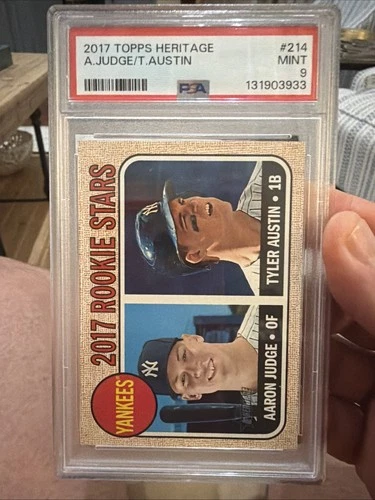 2017 TOPPS HERITAGE #214
A.JUDGE/T.AUSTIN MINT
9
PSA 131903933
2017 ROOKIE STARS
YANKEES
AARON JUDGE • OF
TYLER AUSTIN • 1B